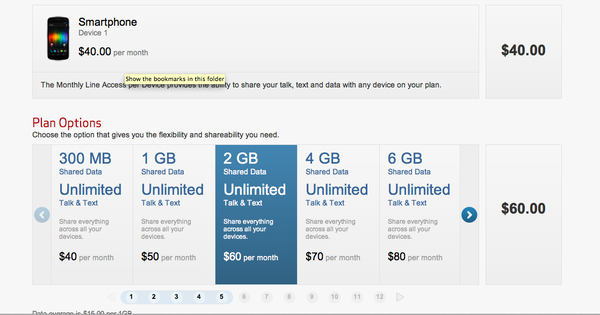 Smartphone
Device 1
$40.00 per month
$40.00
Show the bookmarks in this folder
The Monthly Line Access per Device provides the ability to share your talk, text and data with any device on your plan.
Plan Options
Choose the option that gives you the flexibility and shareability you need.
300 MB
Shared Data
Unlimited
Talk & Text
Share everything
across all your
devices.
$40 per month
1 GB
Shared Data
Unlimited
Talk & Text
Share everything
across all your
devices.
$50 per month
2 GB
Shared Data
Unlimited
Talk & Text
Share everything
across all your
devices.
$60 per month
4 GB
Shared Data
Unlimited
Talk & Text
Share everything
across all your
devices.
$70 per month
6 GB
Shared Data
Unlimited
Talk & Text
Share everything
across all your
devices.
$80 per month
$60.00
1 2 3 4 5 6 7 8 9 10 11 12
Data overage is $15.00 per 1GB